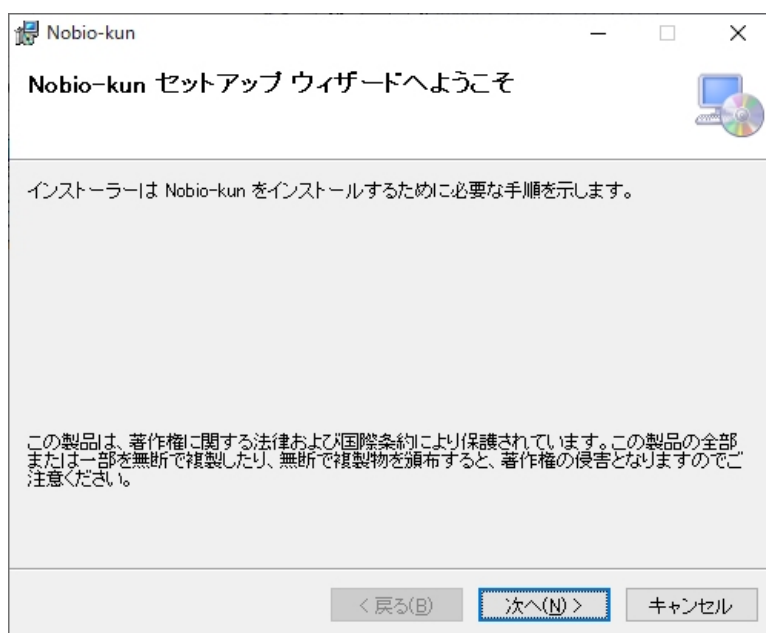 Nobio-kun
Nobio-kun セットアップ ウィザードへようこそ
インストーラーは Nobio-kun をインストールするために必要な手順を示します。
この製品は、著作権に関する法律および国際条約により保護されています。この製品の全部
または一部を無断で複製したり、無断で複製物を頒布すると、著作権の侵害となりますのでご
注意ください。
< 戻る(B) 次へ(N) > キャンセル